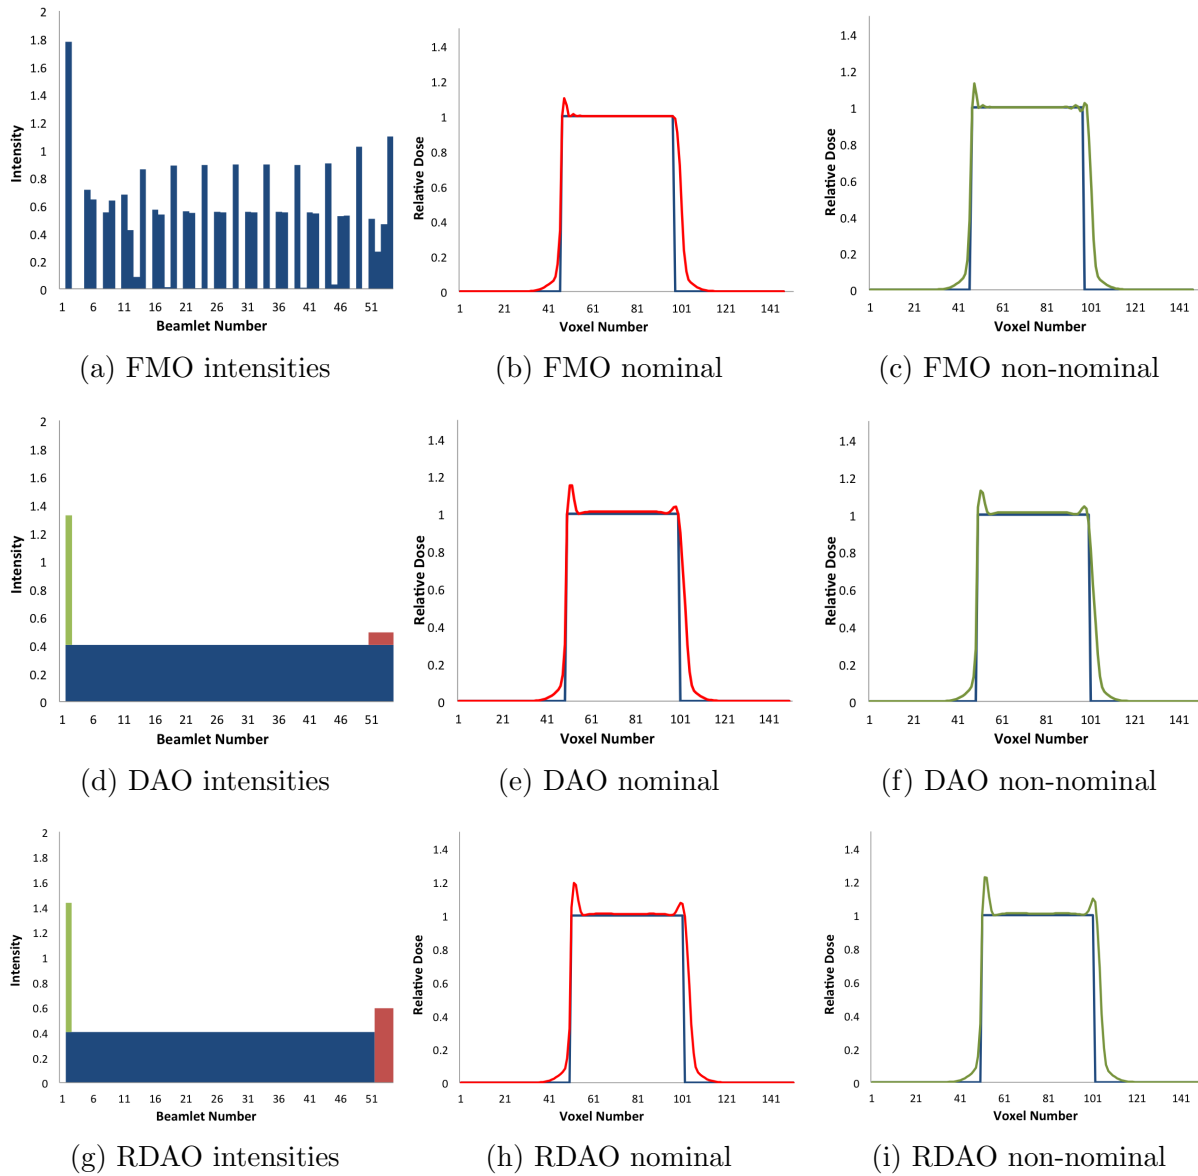 2
1.8
1.6
1.4
1.2
1
0.8
0.6
0.4
0.2
0
Intensity
1 6 11 16 21 26 31 36 41 46 51
Beamlet Number
(a) FMO intensities
1.4
1.2
1
0.8
0.6
0.4
0.2
0
Relative Dose
1 21 41 61 81 101 121 141
Voxel Number
(b) FMO nominal
1.4
1.2
1
0.8
0.6
0.4
0.2
0
Relative Dose
1 21 41 61 81 101 121 141
Voxel Number
(c) FMO non-nominal
2
1.8
1.6
1.4
1.2
1
0.8
0.6
0.4
0.2
0
Intensity
1 6 11 16 21 26 31 36 41 46 51
Beamlet Number
(d) DAO intensities
1.4
1.2
1
0.8
0.6
0.4
0.2
0
Relative Dose
1 21 41 61 81 101 121 141
Voxel Number
(e) DAO nominal
1.4
1.2
1
0.8
0.6
0.4
0.2
0
Relative Dose
1 21 41 61 81 101 121 141
Voxel Number
(f) DAO non-nominal
2
1.8
1.6
1.4
1.2
1
0.8
0.6
0.4
0.2
0
Intensity
1 6 11 16 21 26 31 36 41 46 51
Beamlet Number
(g) RDAO intensities
1.4
1.2
1
0.8
0.6
0.4
0.2
0
Relative Dose
1 21 41 61 81 101 121 141
Voxel Number
(h) RDAO nominal
1.4
1.2
1
0.8
0.6
0.4
0.2
0
Relative Dose
1 21 41 61 81 101 121 141
Voxel Number
(i) RDAO non-nominal